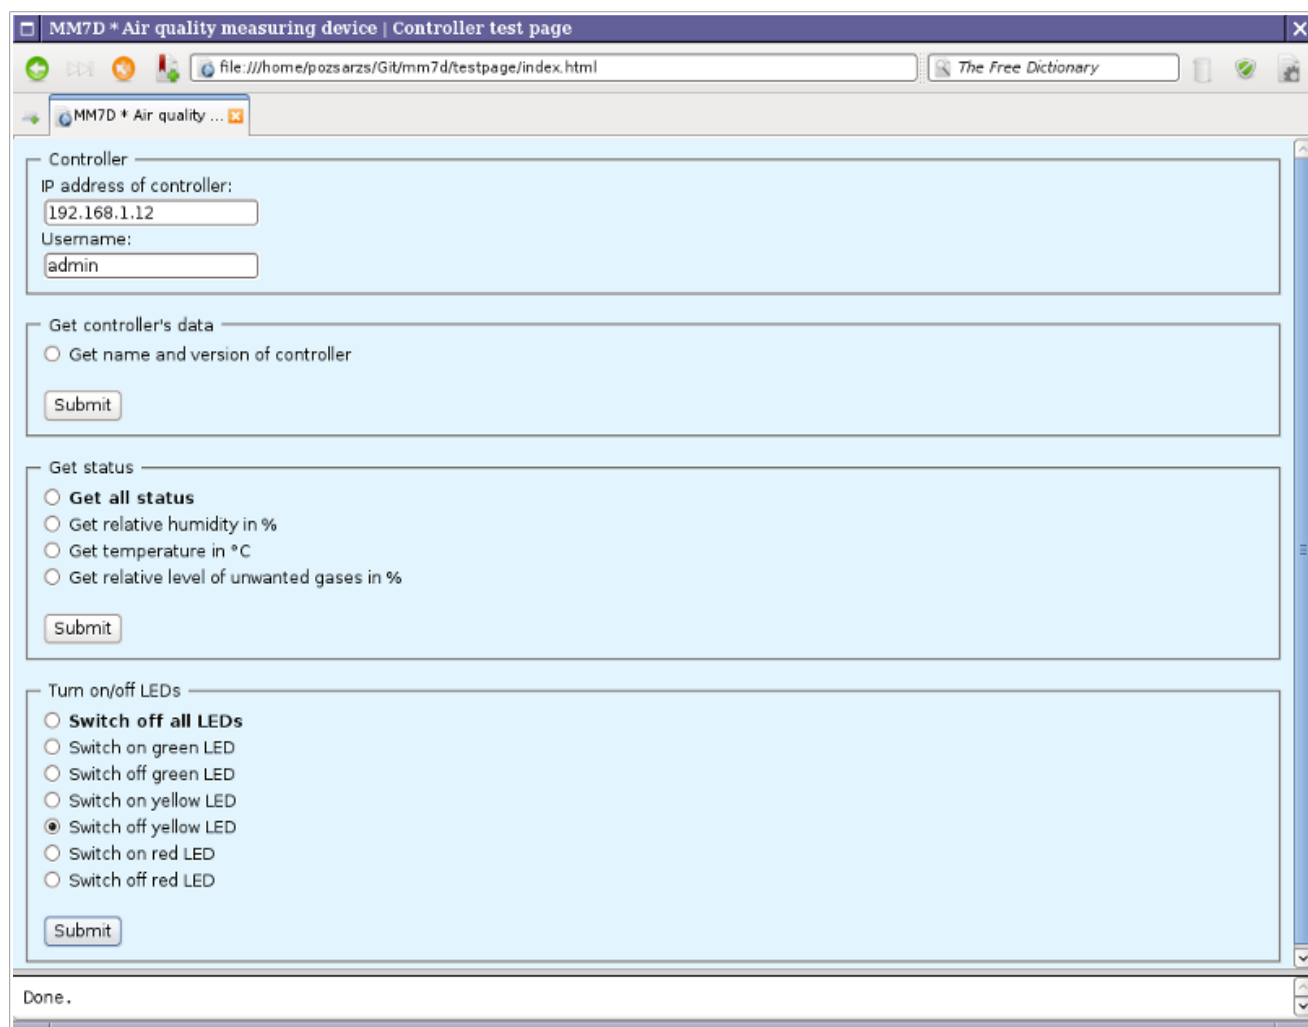 MM7D * Air quality measuring device | Controller test page
file:///home/pozsarzs/Git/mm7d/testpage/index.html
The Free Dictionary
MM7D * Air quality ...
Controller
IP address of controller:
192.168.1.12
Username:
admin
Get controller's data
Get name and version of controller
Submit
Get status
Get all status
Get relative humidity in %
Get temperature in °C
Get relative level of unwanted gases in %
Submit
Turn on/off LEDs
Switch off all LEDs
Switch on green LED
Switch off green LED
Switch on yellow LED
Switch off yellow LED
Switch on red LED
Switch off red LED
Submit
Done.